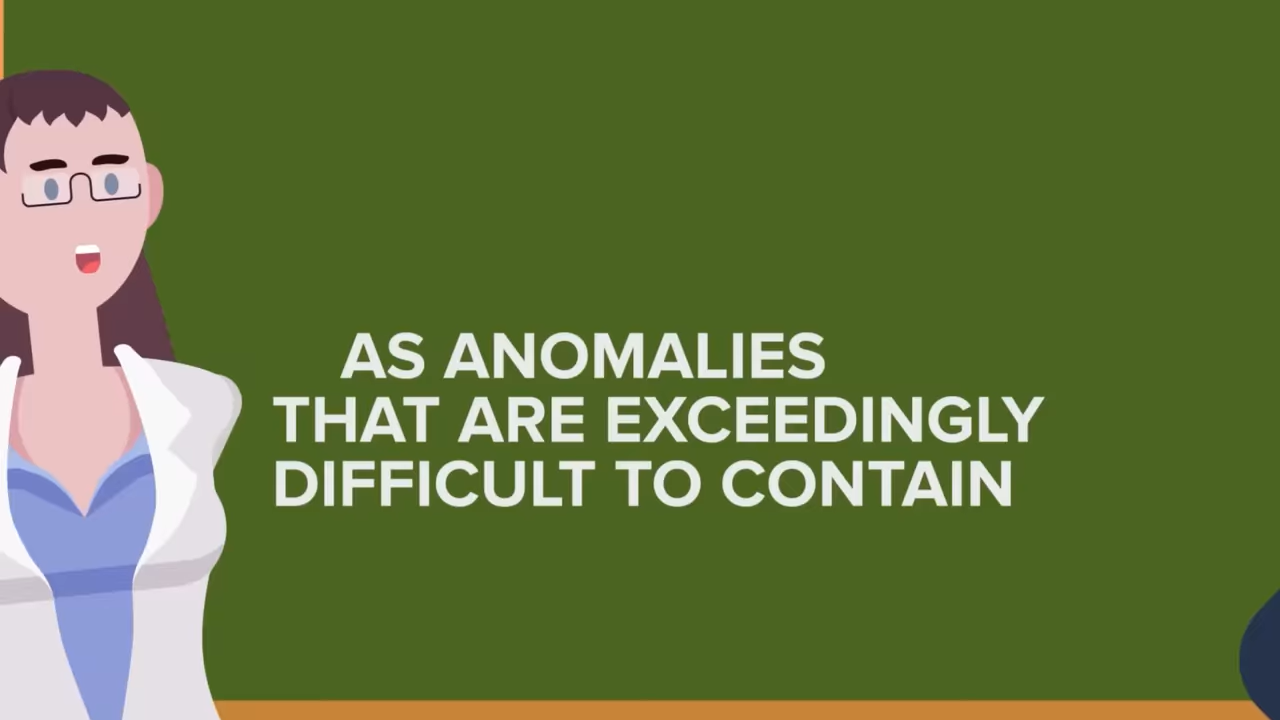 AS ANOMALIES
THAT ARE EXCEEDINGLY
DIFFICULT TO CONTAIN